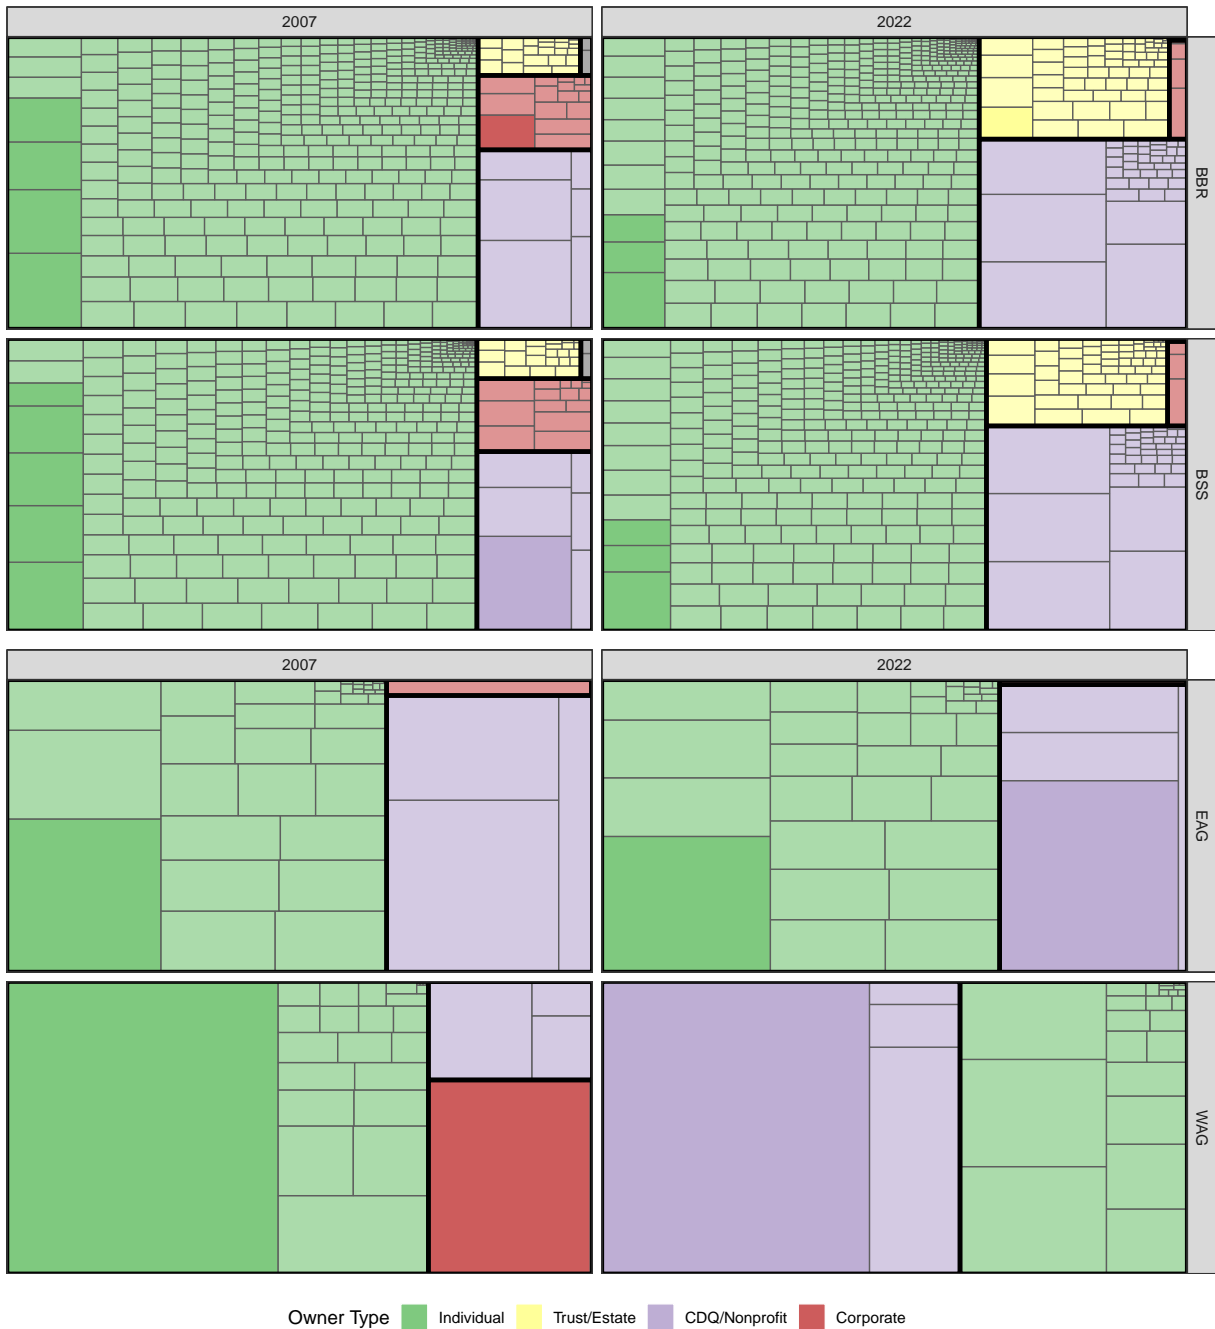 2007
2022
BBR
BSS
2007
2022
EAG
WAG
Owner Type
Individual
Trust/Estate
CDQ/Nonprofit
Corporate